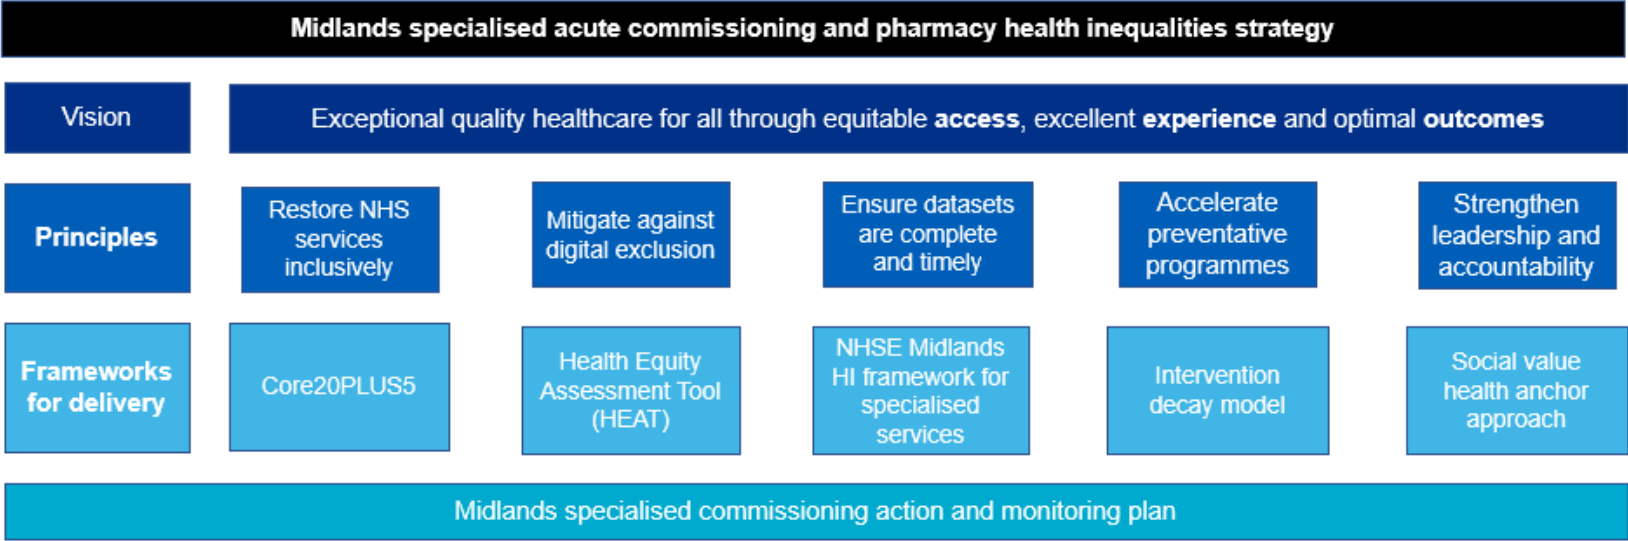 Midlands specialised acute commissioning and pharmacy health inequalities strategy
Vision
Exceptional quality healthcare for all through equitable access, excellent experience and optimal outcomes
Principles
Restore NHS
services
inclusively
Mitigate against
digital exclusion
Ensure datasets
are complete
and timely
Accelerate
preventative
programmes
Strengthen
leadership and
accountability
Frameworks
for delivery
Core20PLUS5
Health Equity
Assessment Tool
(HEAT)
NHSE Midlands
HI framework for
specialised
services
Intervention
decay model
Social value
health anchor
approach
Midlands specialised commissioning action and monitoring plan